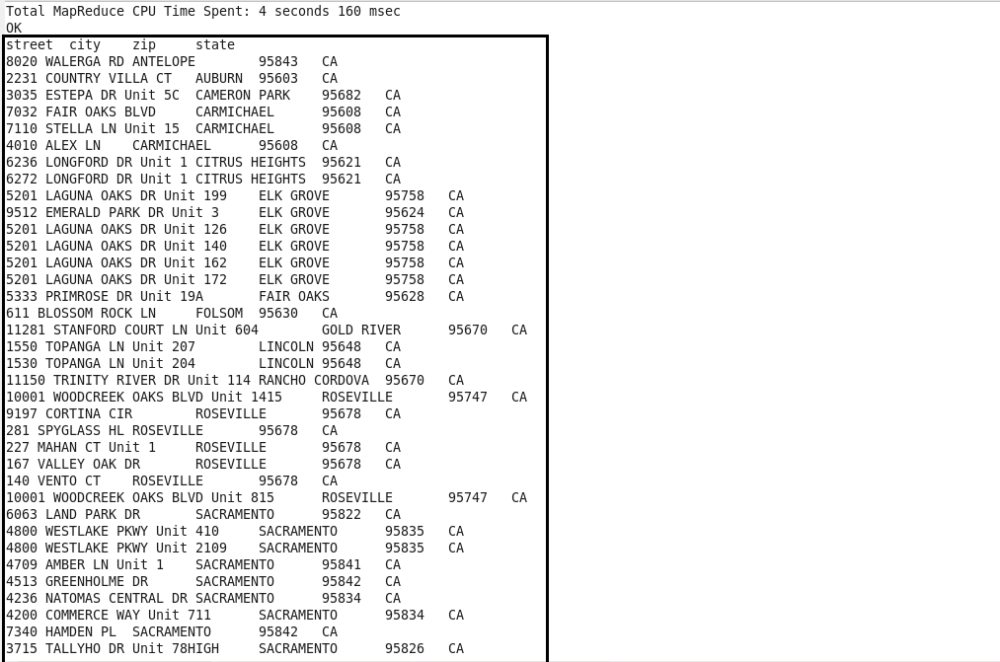 Total MapReduce CPU Time Spent: 4 seconds 160 msec
OK
street city zip state
8020 WALERGA RD ANTELOPE 95843 CA
2231 COUNTRY VILLA CT AUBURN 95603 CA
3035 ESTEPA DR Unit 5C CAMERON PARK 95682 CA
7032 FAIR OAKS BLVD CARMICHAEL 95608 CA
7110 STELLA LN Unit 15 CARMICHAEL 95608 CA
4010 ALEX LN CARMICHAEL 95608 CA
6236 LONGFORD DR Unit 1 CITRUS HEIGHTS 95621 CA
6272 LONGFORD DR Unit 1 CITRUS HEIGHTS 95621 CA
5201 LAGUNA OAKS DR Unit 199 ELK GROVE 95758 CA
9512 EMERALD PARK DR Unit 3 ELK GROVE 95624 CA
5201 LAGUNA OAKS DR Unit 126 ELK GROVE 95758 CA
5201 LAGUNA OAKS DR Unit 140 ELK GROVE 95758 CA
5201 LAGUNA OAKS DR Unit 162 ELK GROVE 95758 CA
5201 LAGUNA OAKS DR Unit 172 ELK GROVE 95758 CA
5333 PRIMROSE DR Unit 19A FAIR OAKS 95628 CA
611 BLOSSOM ROCK LN FOLSOM 95630 CA
11281 STANFORD COURT LN Unit 604 GOLD RIVER 95670 CA
1550 TOPANGA LN Unit 207 LINCOLN 95648 CA
1530 TOPANGA LN Unit 204 LINCOLN 95648 CA
11150 TRINITY RIVER DR Unit 114 RANCHO CORDOVA 95670 CA
10001 WOODCREEK OAKS BLVD Unit 1415 ROSEVILLE 95747 CA
9197 CORTINA CIR ROSEVILLE 95678 CA
281 SPYGLASS HL ROSEVILLE 95678 CA
227 MAHAN CT Unit 1 ROSEVILLE 95678 CA
167 VALLEY OAK DR ROSEVILLE 95678 CA
140 VENTO CT ROSEVILLE 95678 CA
10001 WOODCREEK OAKS BLVD Unit 815 ROSEVILLE 95747 CA
6063 LAND PARK DR SACRAMENTO 95822 CA
4800 WESTLAKE PKWY Unit 410 SACRAMENTO 95835 CA
4800 WESTLAKE PKWY Unit 2109 SACRAMENTO 95835 CA
4709 AMBER LN Unit 1 SACRAMENTO 95841 CA
4513 GREENHOLME DR SACRAMENTO 95842 CA
4236 NATOMAS CENTRAL DR SACRAMENTO 95834 CA
4200 COMMERCE WAY Unit 711 SACRAMENTO 95834 CA
7340 HAMDEN PL SACRAMENTO 95842 CA
3715 TALLYHO DR Unit 78HIGH SACRAMENTO 95826 CA